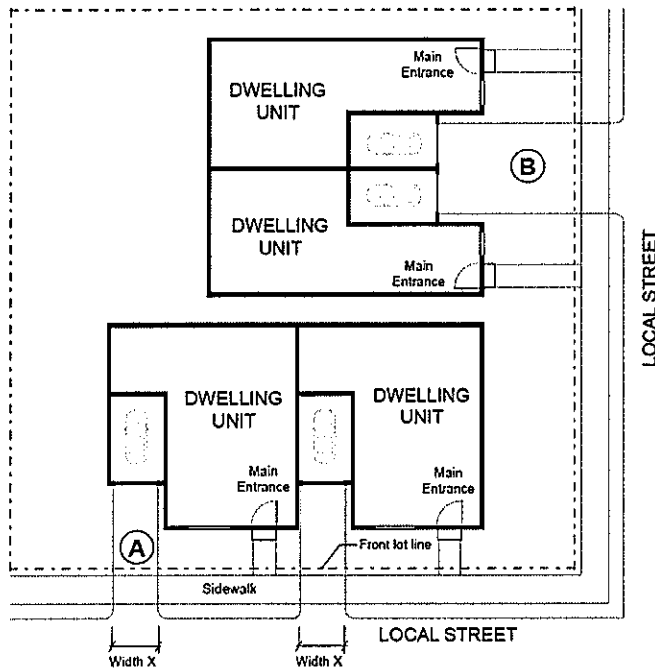 Main
Entrance
DWELLING
UNIT
B
DWELLING
UNIT
Main
Entrance
LOCAL STREET
DWELLING
UNIT
DWELLING
UNIT
Main
Entrance
Main
Entrance
A
Front lot line
Sidewalk
LOCAL STREET
Width X
Width X